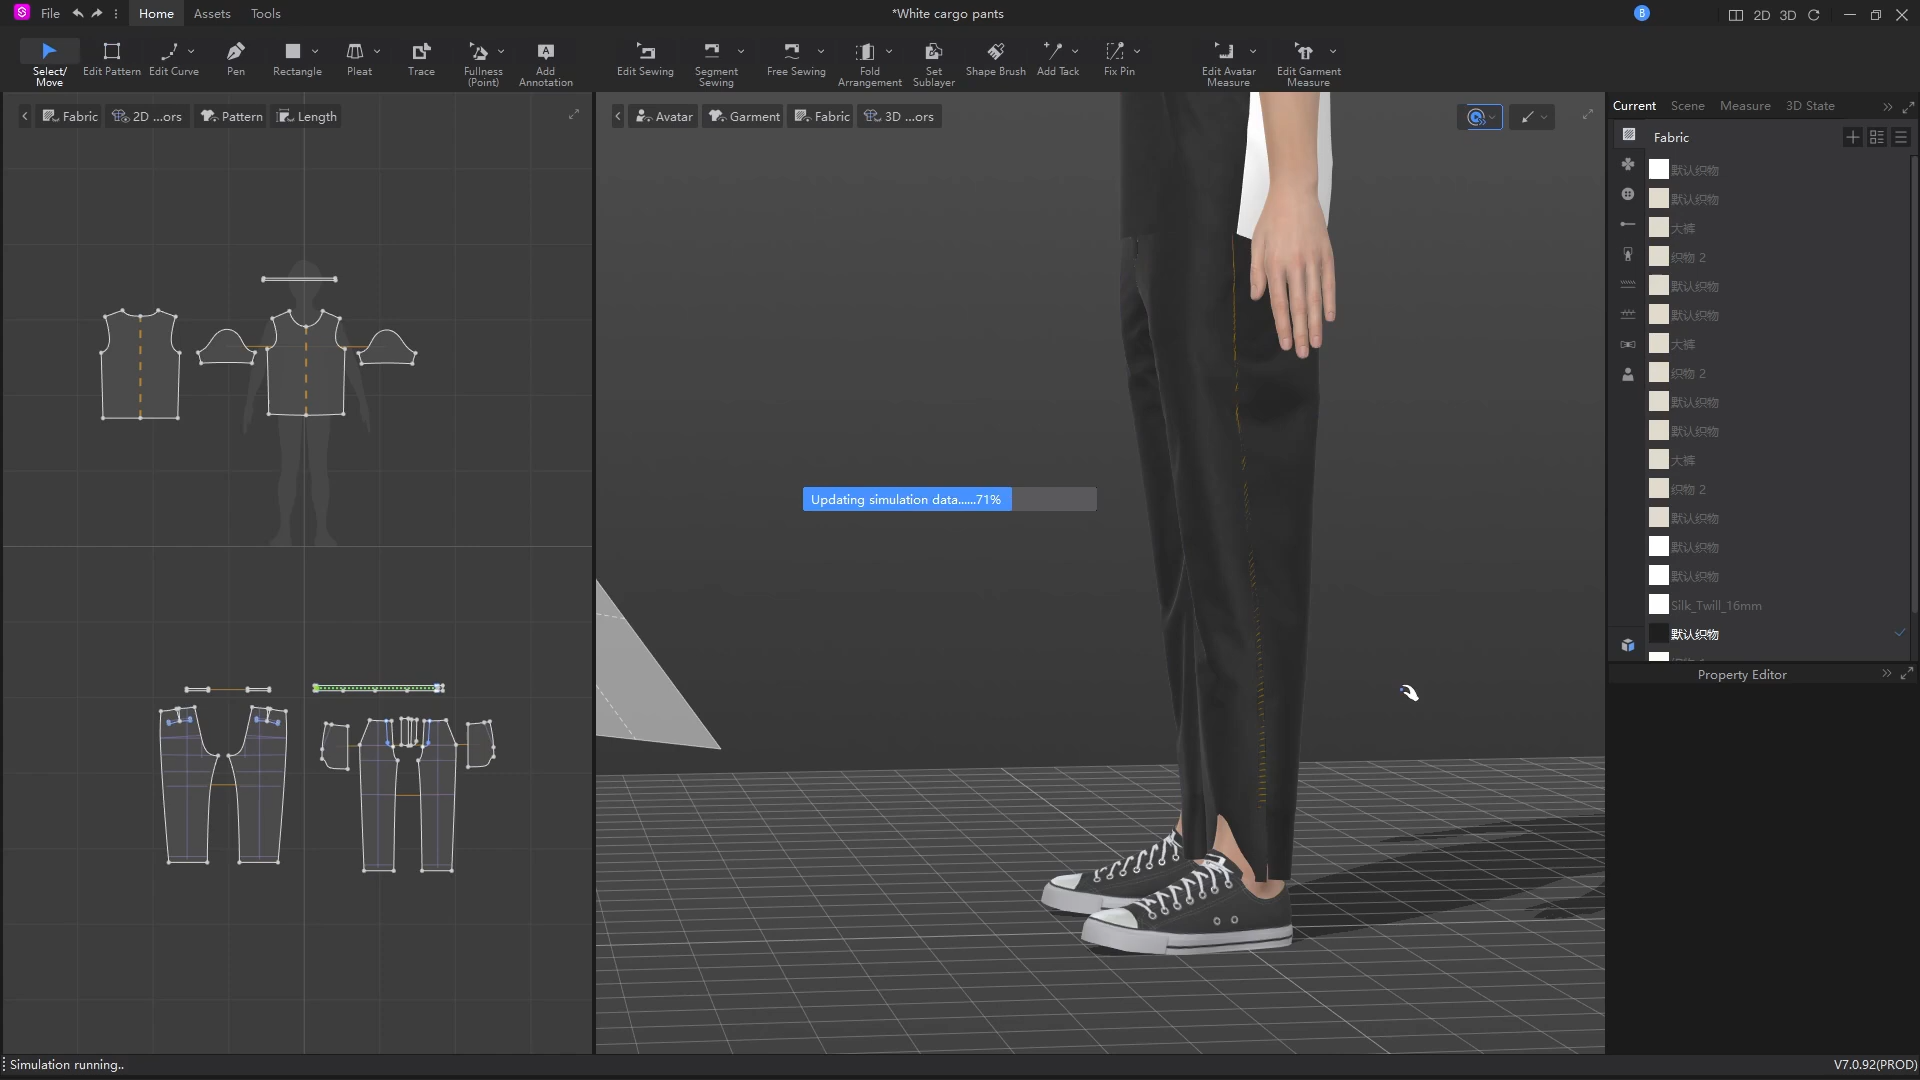 File
Home
Assets
Tools
*White cargo pants
B
2D
3D
Select/
Move
Edit Pattern
Edit Curve
Pen
Rectangle
Pleat
Trace
Fullness
(Point)
Add
Annotation
Edit Sewing
Segment
Sewing
Free Sewing
Fold
Arrangement
Set
Sublayer
Shape Brush
Add Tack
Fix Pin
Edit Avatar
Measure
Edit Garment
Measure
Fabric
2D ...ors
Pattern
Length
Avatar
Garment
Fabric
3D ...ors
Current
Scene
Measure
3D State
Fabric
默认织物
默认织物
大裤
织物 2
默认织物
默认织物
大裤
织物 2
默认织物
默认织物
大裤
织物 2
默认织物
默认织物
默认织物
Silk_Twill_16mm
默认织物
Property Editor
Updating simulation data......71%
Simulation running..
V7.0.92(PROD)